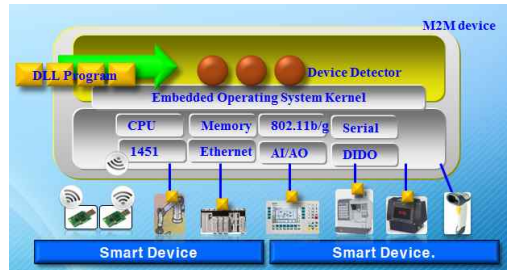 M2M device
DLL Program
Device Detector
Embedded Operating System Kernel
CPU Memory 802.11b/g Serial
1451 Ethernet AI/AO DIDO
Smart Device Smart Device.